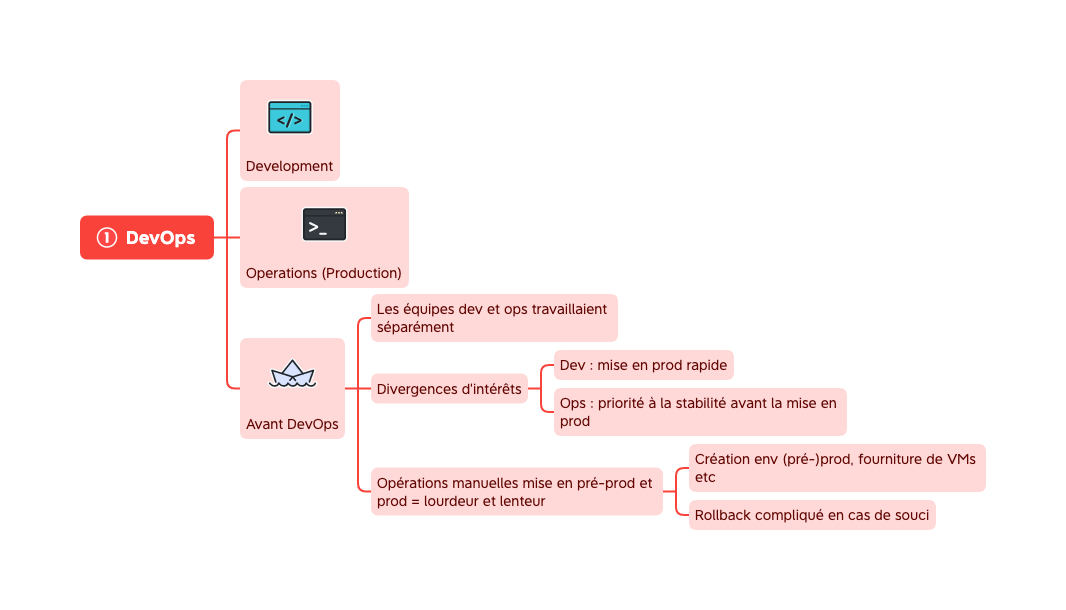 ① DevOps
</>
Development
>_
Operations (Production)
Avant DevOps
Les équipes dev et ops travaillaient
séparément
Divergences d'intérêts
Dev : mise en prod rapide
Ops : priorité à la stabilité avant la mise en
prod
Opérations manuelles mise en pré-prod et
prod = lourdeur et lenteur
Création env (pré-)prod, fourniture de VMs
etc
Rollback compliqué en cas de souci